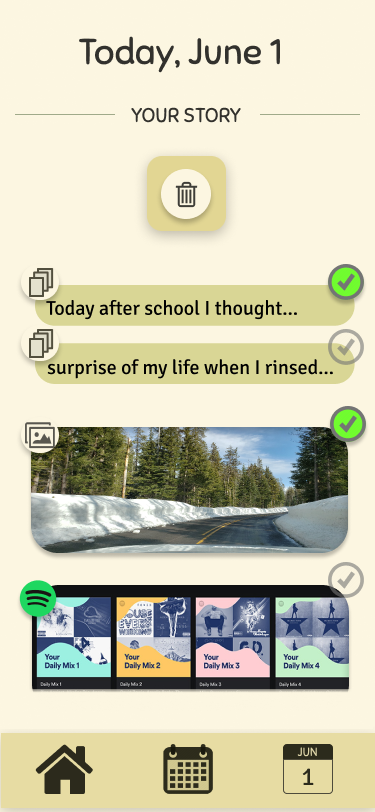 Today, June 1
YOUR STORY
Today after school I thought...
surprise of my life when I rinsed...
Your
Daily Mix 1
Your
Daily Mix 2
Your
Daily Mix 3
Your
Daily Mix 4
Daily Mix 1
Daily Mix 2
Daily Mix 3
Daily Mix 4
JUN
1